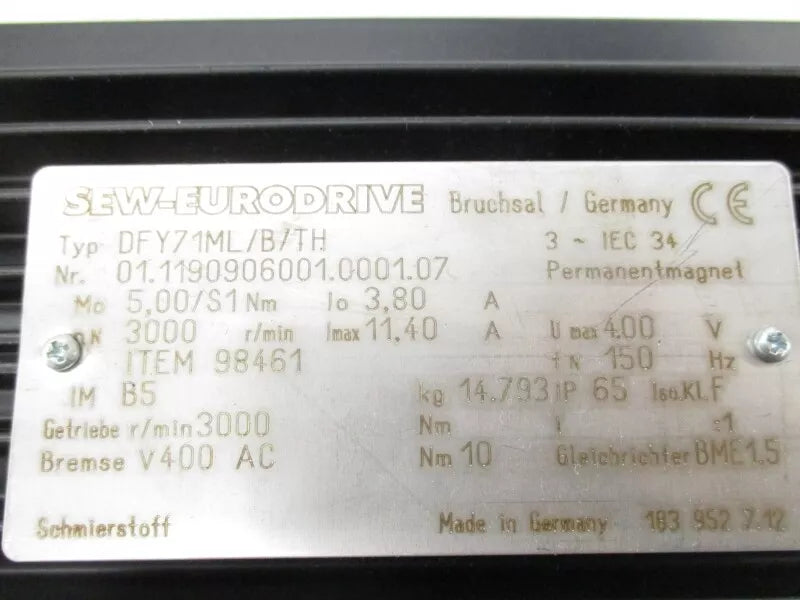 SEW-EURODRIVE Bruchsal / Germany CE
Typ DFY71ML/B/TH 3 ~ IEC 34
Nr. 01.1190906001.0001.07 Permanentmagnet
Mo 5,00/S1 Nm Io 3,80 A
nK 3000 r/min Imax 11,40 A U max 400 V
ITEM 98461 f N 150 Hz
IM B5 kg 14.793 IP 65 Iso.Kl. F
Getriebe r/min 3000 Nm i :1
Bremse V 400 AC Nm 10 Gleichrichter BME1.5
Schmierstoff Made in Germany 183 952 7.12